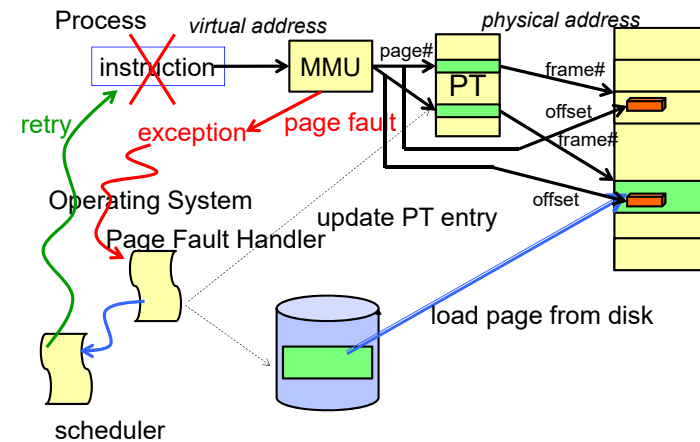 Process
virtual address
physical address
instruction
MMU
page#
PT
frame#
offset
retry
exception
page fault
frame#
Operating System
offset
update PT entry
Page Fault Handler
load page from disk
scheduler